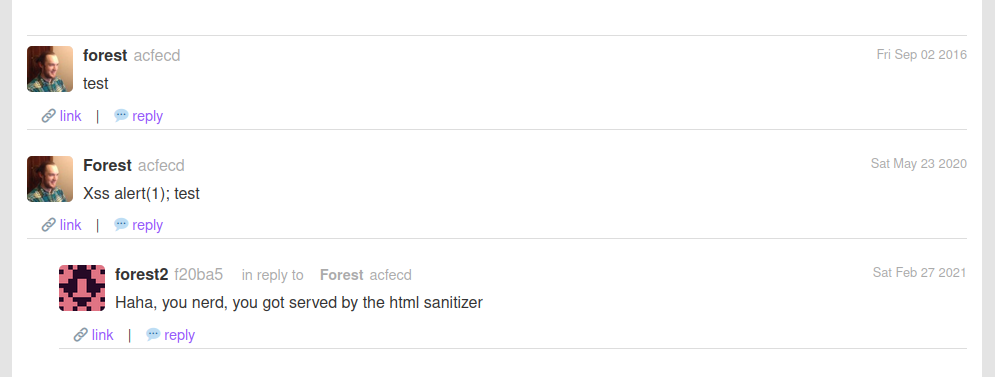 forest acfecd Fri Sep 02 2016
test
link | reply
Forest acfecd Sat May 23 2020
Xss alert(1); test
link | reply
forest2 f20ba5 in reply to Forest acfecd Sat Feb 27 2021
Haha, you nerd, you got served by the html sanitizer
link | reply